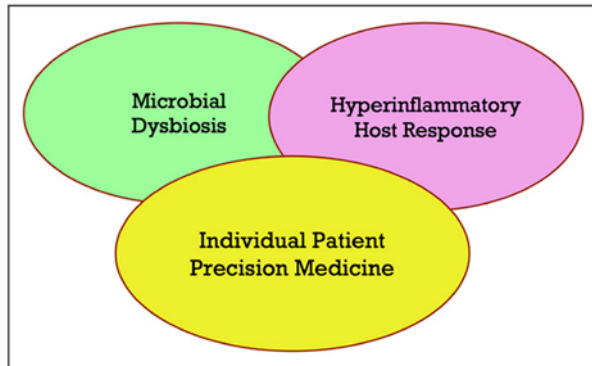 Microbial
Dysbiosis
Hyperinflammatory
Host Response
Individual Patient
Precision Medicine